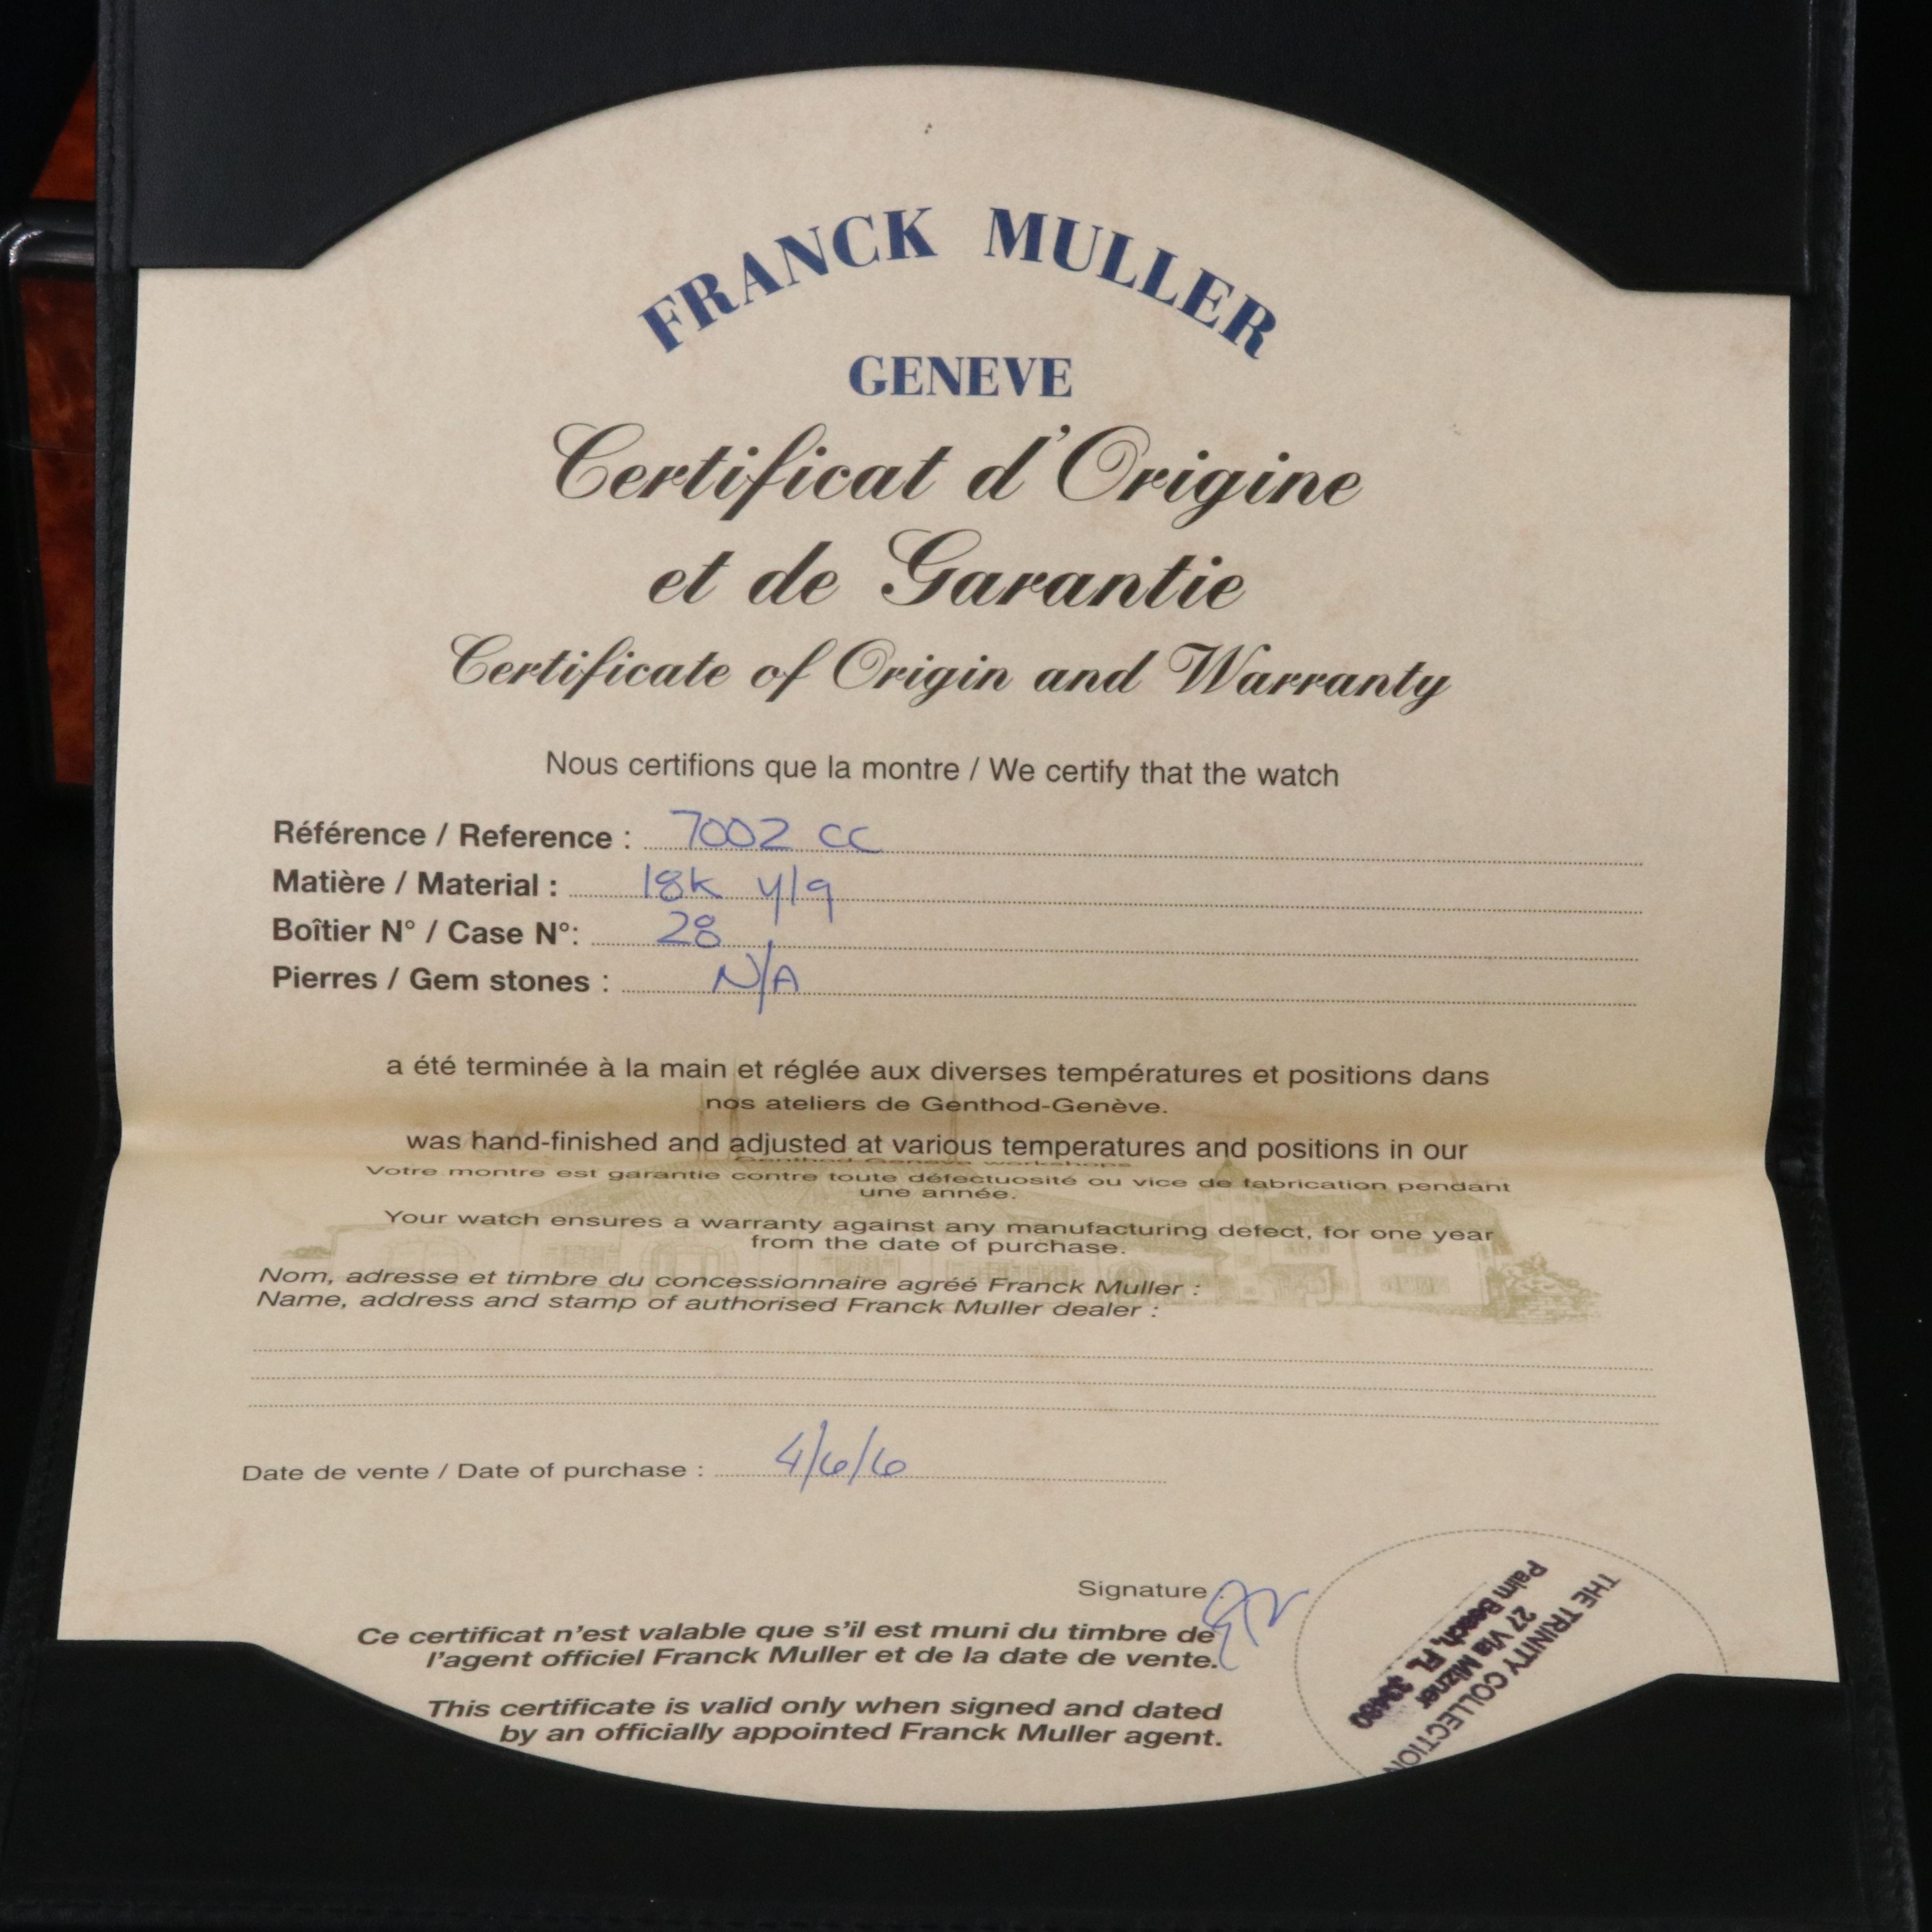 FRANCK MULLER
GENEVE
Certificat d'Origine
et de Garantie
Certificate of Origin and Warranty
Nous certifions que la montre / We certify that the watch
Référence / Reference : 7002 CC
Matière / Material : 18K y/g
Boîtier N° / Case N°: 28
Pierres / Gem stones : N/A
a été terminée à la main et réglée aux diverses températures et positions dans
nos ateliers de Genthod-Genève.
was hand-finished and adjusted at various temperatures and positions in our
Genthod-Geneve workshops
Votre montre est garantie contre toute défectuosité ou vice de fabrication pendant
une année.
Your watch ensures a warranty against any manufacturing defect, for one year
from the date of purchase.
Nom, adresse et timbre du concessionnaire agréé Franck Muller :
Name, address and stamp of authorised Franck Muller dealer :
Date de vente / Date of purchase : 4/6/6
Signature
Ce certificat n'est valable que s'il est muni du timbre de
l'agent officiel Franck Muller et de la date de vente.
This certificate is valid only when signed and dated
by an officially appointed Franck Muller agent.
THE TRINITY COLLECTION
27 Via Mizner
Palm Beach, FL 33480